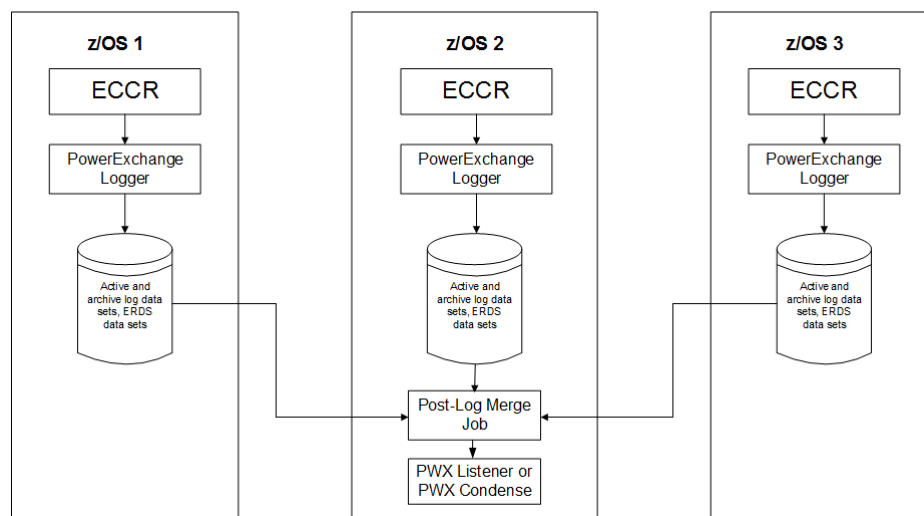 z/OS 1
ECCR
PowerExchange
Logger
Active and
archive log data
sets, ERDS
data sets
z/OS 2
ECCR
PowerExchange
Logger
Active and
archive log data
sets, ERDS
data sets
Post-Log Merge
Job
PWX Listener or
PWX Condense
z/OS 3
ECCR
PowerExchange
Logger
Active and
archive log data
sets, ERDS
data sets